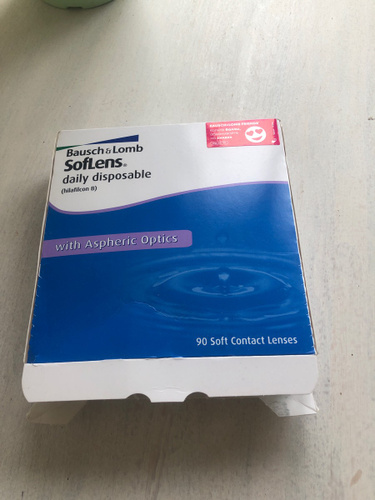 Bausch & Lomb
SofLens®
daily disposable
(hilafilcon B)
with Aspheric Optics
90 Soft Contact Lenses